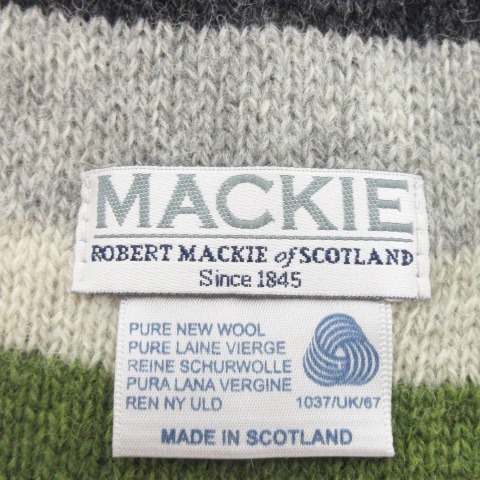 MACKIE
ROBERT MACKIE of SCOTLAND
Since 1845
PURE NEW WOOL
PURE LAINE VIERGE
REINE SCHURWOLLE
PURA LANA VERGINE
REN NY ULD
1037/UK/67
MADE IN SCOTLAND